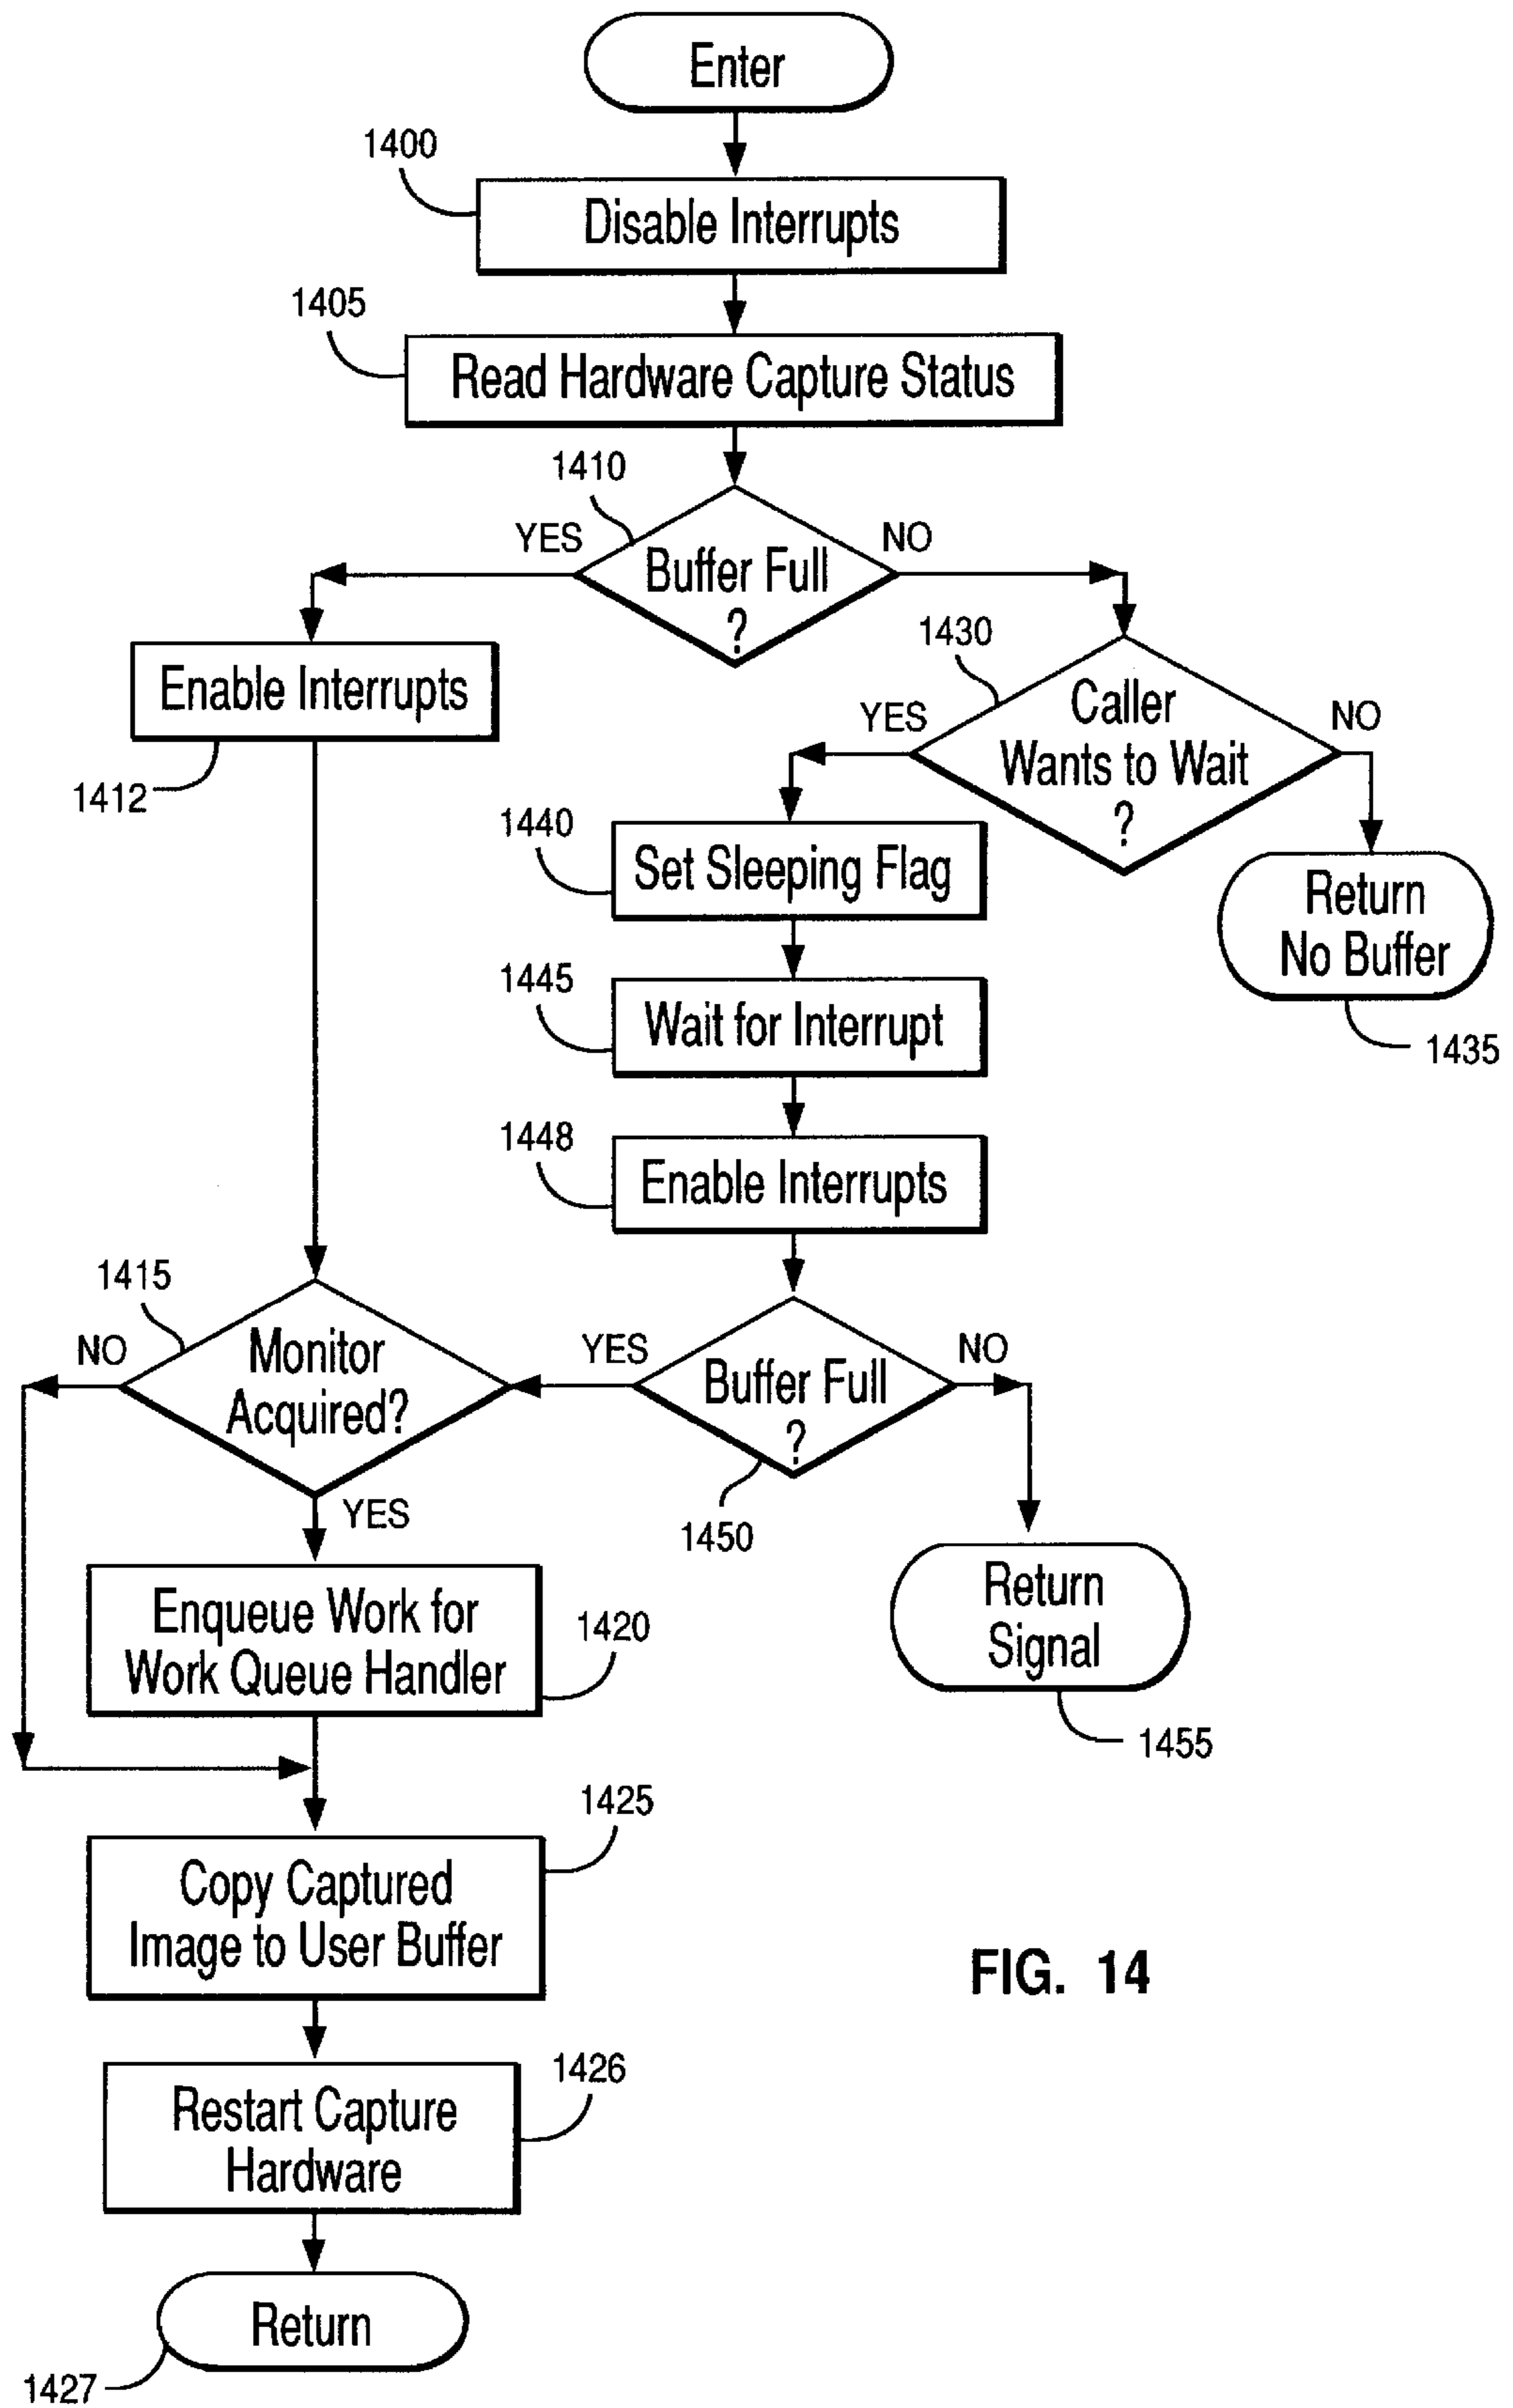 Enter
1400
Disable Interrupts
1405
Read Hardware Capture Status
1410
YES
NO
Buffer Full
?
1430
Enable Interrupts
1412
Caller
Wants to Wait
?
YES
NO
1440
Set Sleeping Flag
Return
No Buffer
1435
1445
Wait for Interrupt
1448
Enable Interrupts
1415
NO
Monitor
Acquired?
YES
YES
Buffer Full
?
NO
1450
Enqueue Work for
Work Queue Handler
1420
Return
Signal
1455
1425
Copy Captured
Image to User Buffer
FIG. 14
1426
Restart Capture
Hardware
Return
1427